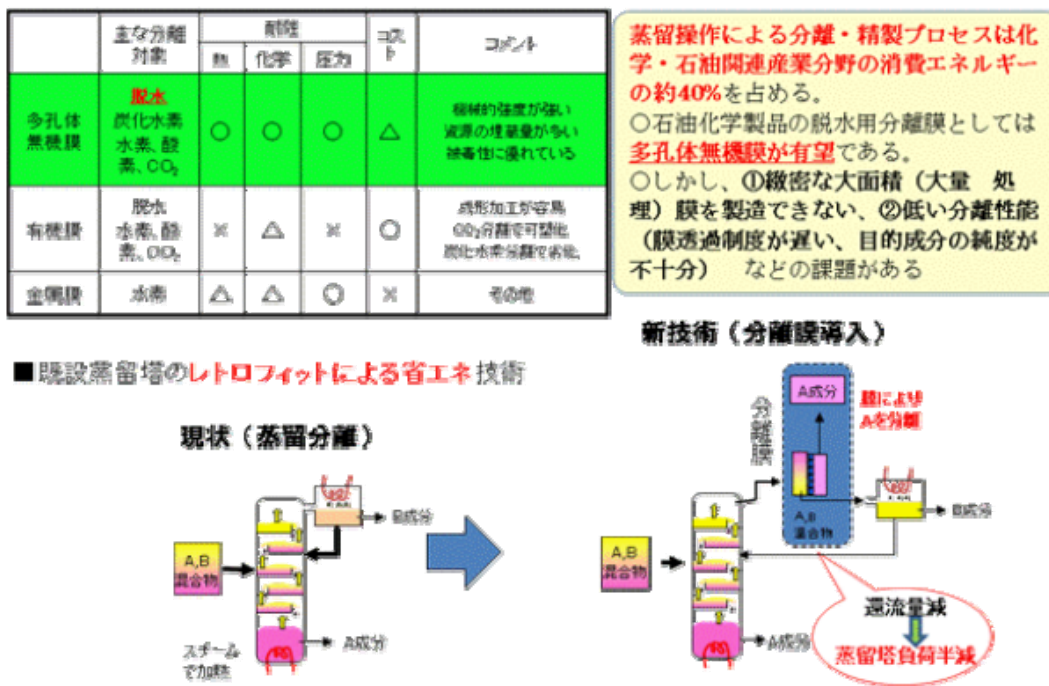 主な分離
対象
耐性
コス
ト
コメント
熱
化学
圧力
多孔体
無機膜
脱水
炭化水素
水素、酸
素、CO₂
○
○
○
△
機械的強度が強い
資源の埋蔵量が多い
被毒性に優れている
有機膜
脱水
水素、酸
素、CO₂
×
△
×
○
成形加工が容易
CO₂分離で可塑化
炭化水素分離で劣化
金属膜
水素
△
△
○
×
その他
蒸留操作による分離・精製プロセスは化
学・石油関連産業分野の消費エネルギー
の約40%を占める。
○石油化学製品の脱水用分離膜としては
多孔体無機膜が有望である。
○しかし、①緻密な大面積（大量　処
理）膜を製造できない、②低い分離性能
（膜透過制度が遅い、目的成分の純度が
不十分）　などの課題がある
■既設蒸留塔のレトロフィットによる省エネ技術
現状（蒸留分離）
A,B
混合物
B成分
A成分
スチーム
で加熱
新技術（分離膜導入）
分離膜
A成分
膜により
Aを分離
A,B
混合物
A,B
混合物
B成分
A成分
還流量減
蒸留塔負荷半減